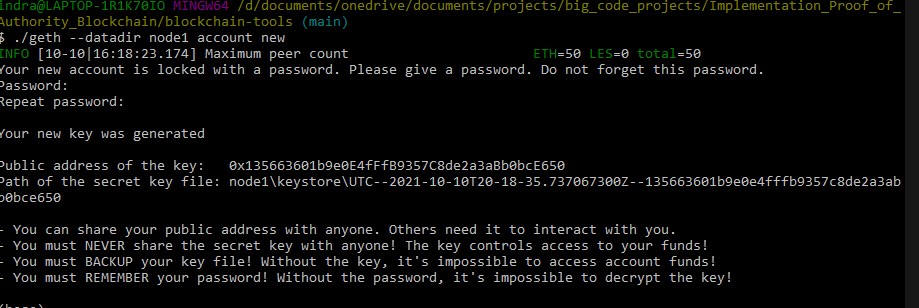 indra@LAPTOP-1R1K70IO MINGW64 /d/documents/onedrive/documents/projects/big_code_projects/Implementation_Proof_of_
Authority_Blockchain/blockchain-tools (main)
$ ./geth --datadir node1 account new
INFO [10-10|16:18:23.174] Maximum peer count ETH=50 LES=0 total=50
Your new account is locked with a password. Please give a password. Do not forget this password.
Password:
Repeat password:
Your new key was generated
Public address of the key: 0x135663601b9e0E4fFfB9357C8de2a3aBb0bcE650
Path of the secret key file: node1\keystore\UTC--2021-10-10T20-18-35.737067300Z--135663601b9e0e4fffb9357c8de2a3ab
b0bce650
- You can share your public address with anyone. Others need it to interact with you.
- You must NEVER share the secret key with anyone! The key controls access to your funds!
- You must BACKUP your key file! Without the key, it's impossible to access account funds!
- You must REMEMBER your password! Without the password, it's impossible to decrypt the key!
(base)